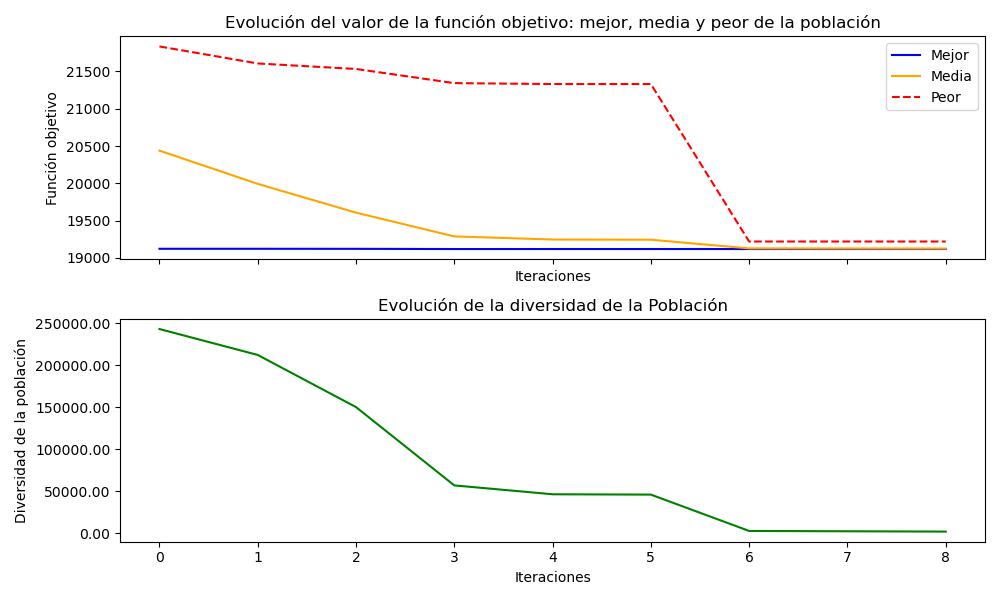 Evolución del valor de la función objetivo: mejor, media y peor de la población
Función objetivo
21500
21000
20500
20000
19500
19000
Mejor
Media
Peor
Iteraciones
Evolución de la diversidad de la Población
Diversidad de la población
250000.00
200000.00
150000.00
100000.00
50000.00
0.00
0 1 2 3 4 5 6 7 8
Iteraciones